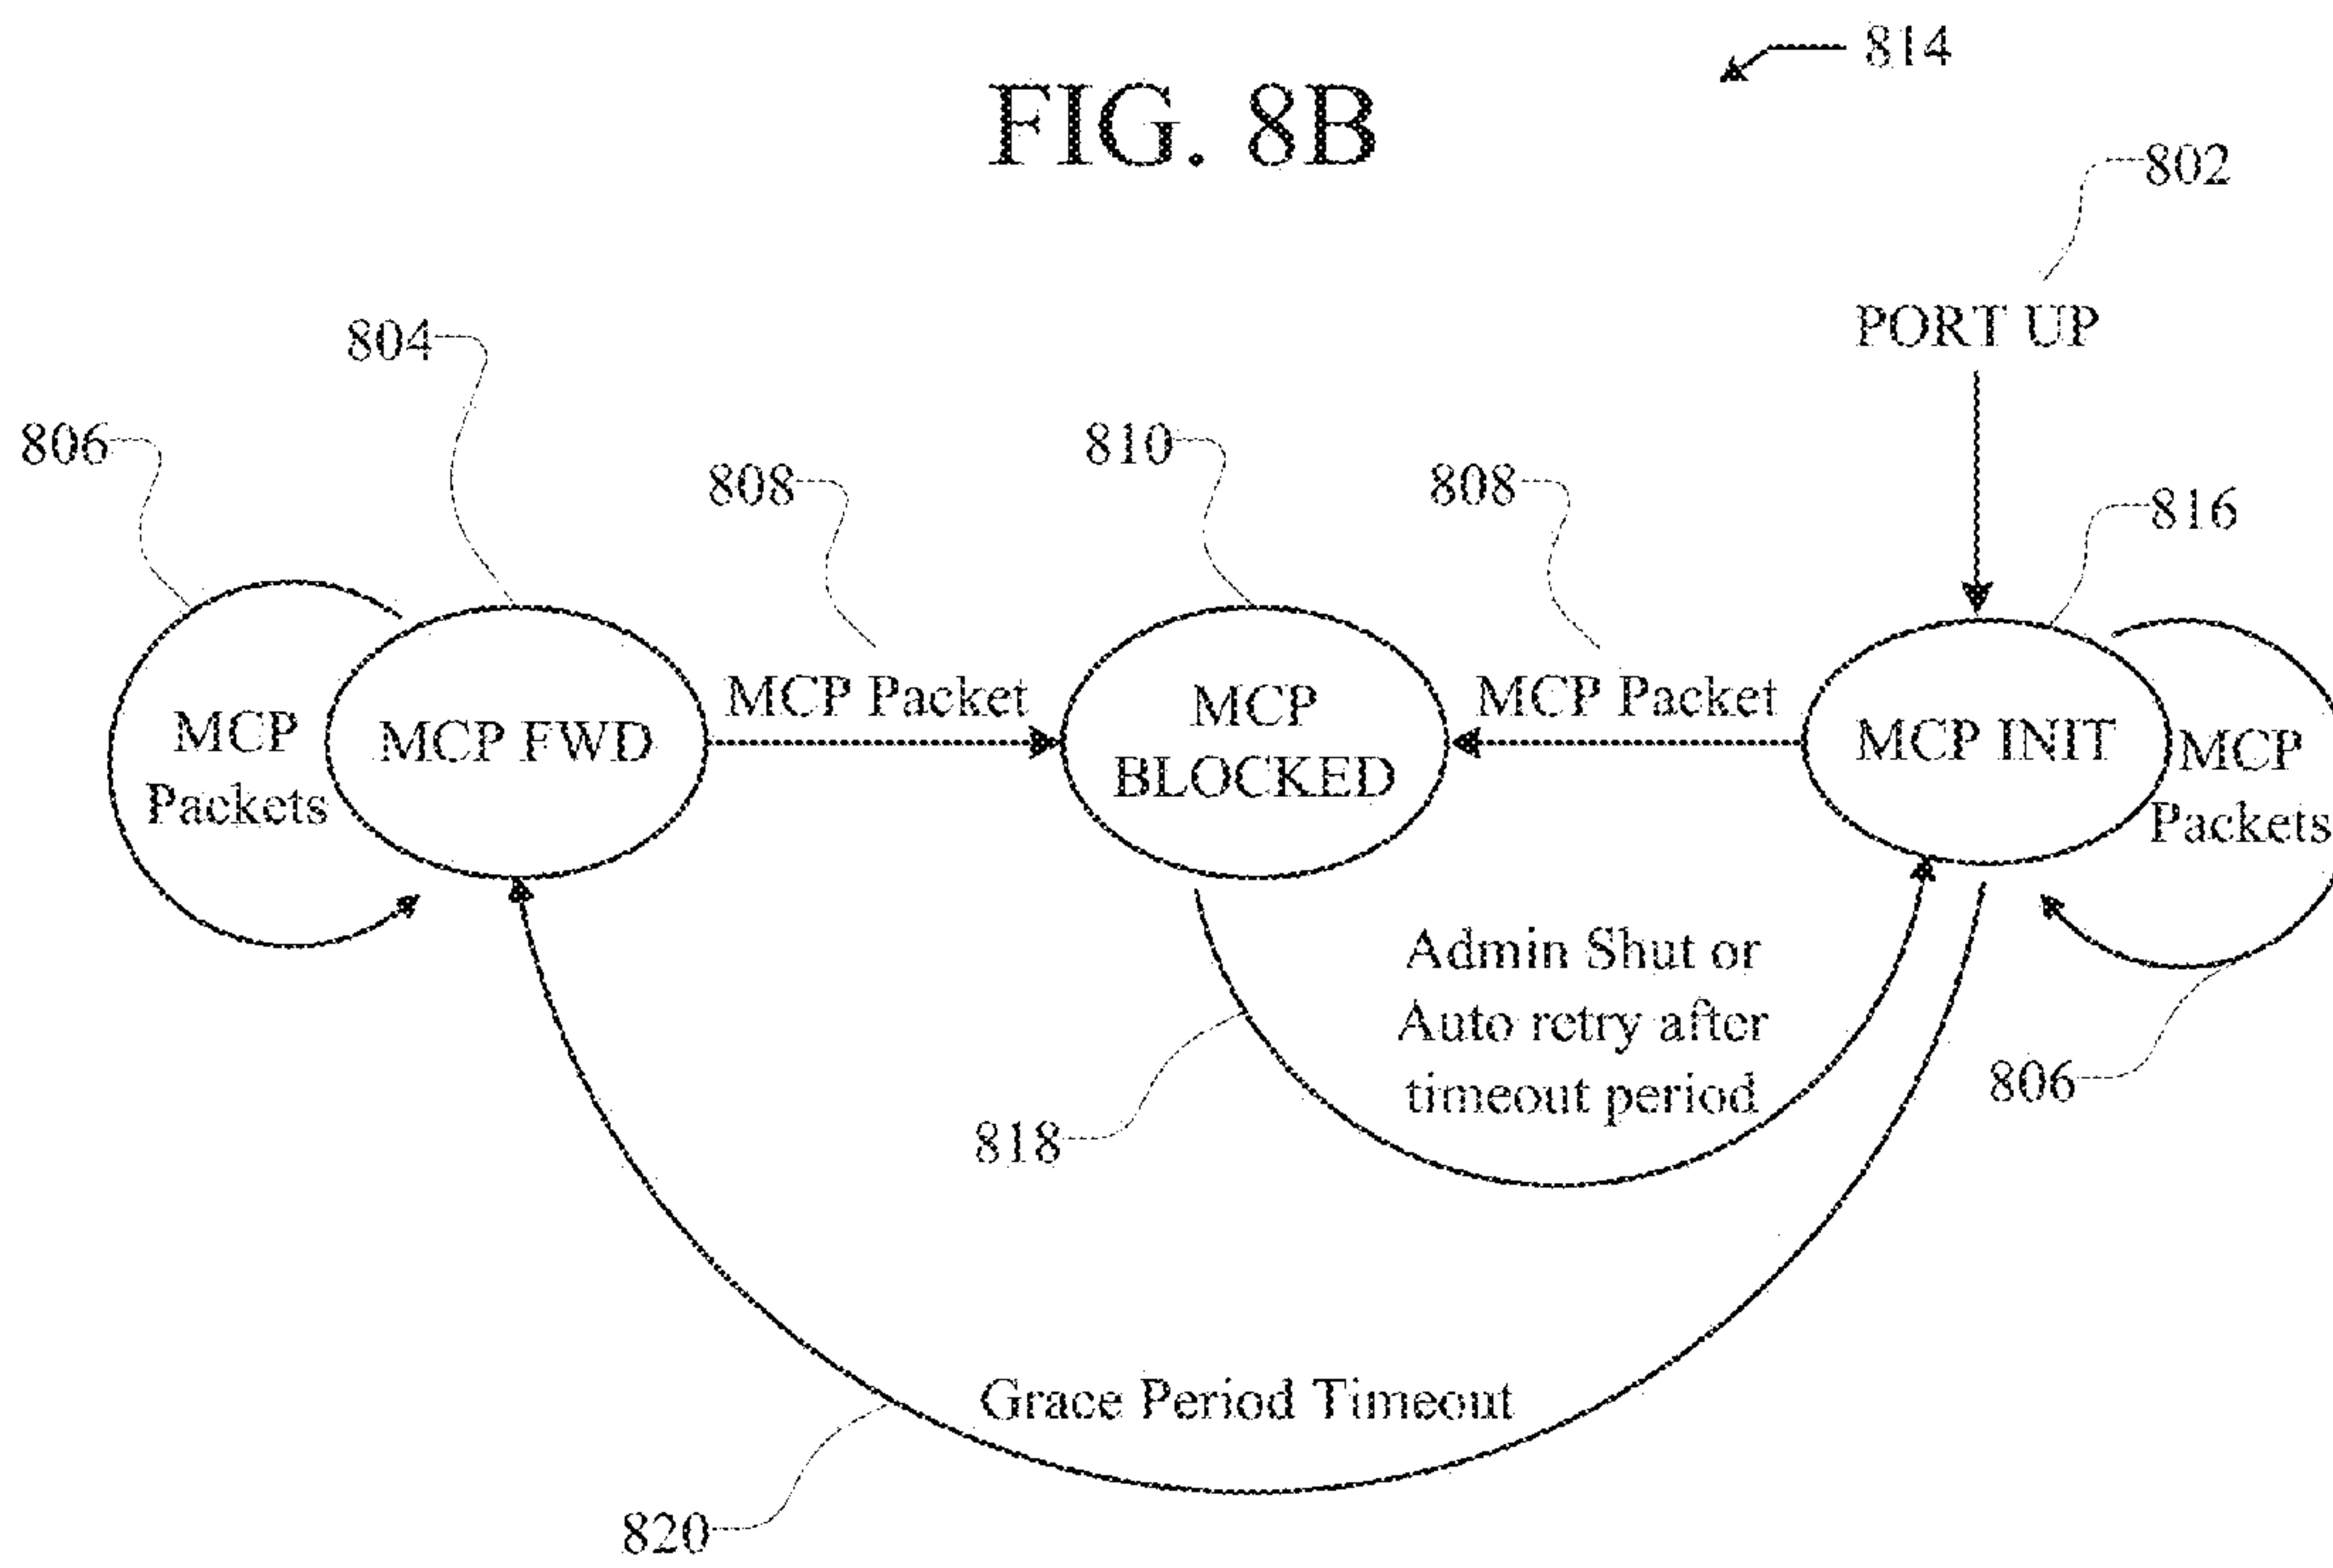 814
FIG. 8B
802
PORT UP
804
806
808
810
808
816
MCP Packets
MCP FWD
MCP Packet
MCP
BLOCKED
MCP Packet
MCP INIT
MCP
Packets
Admin Shut or
Auto retry after
timeout period
806
818
Grace Period Timeout
820